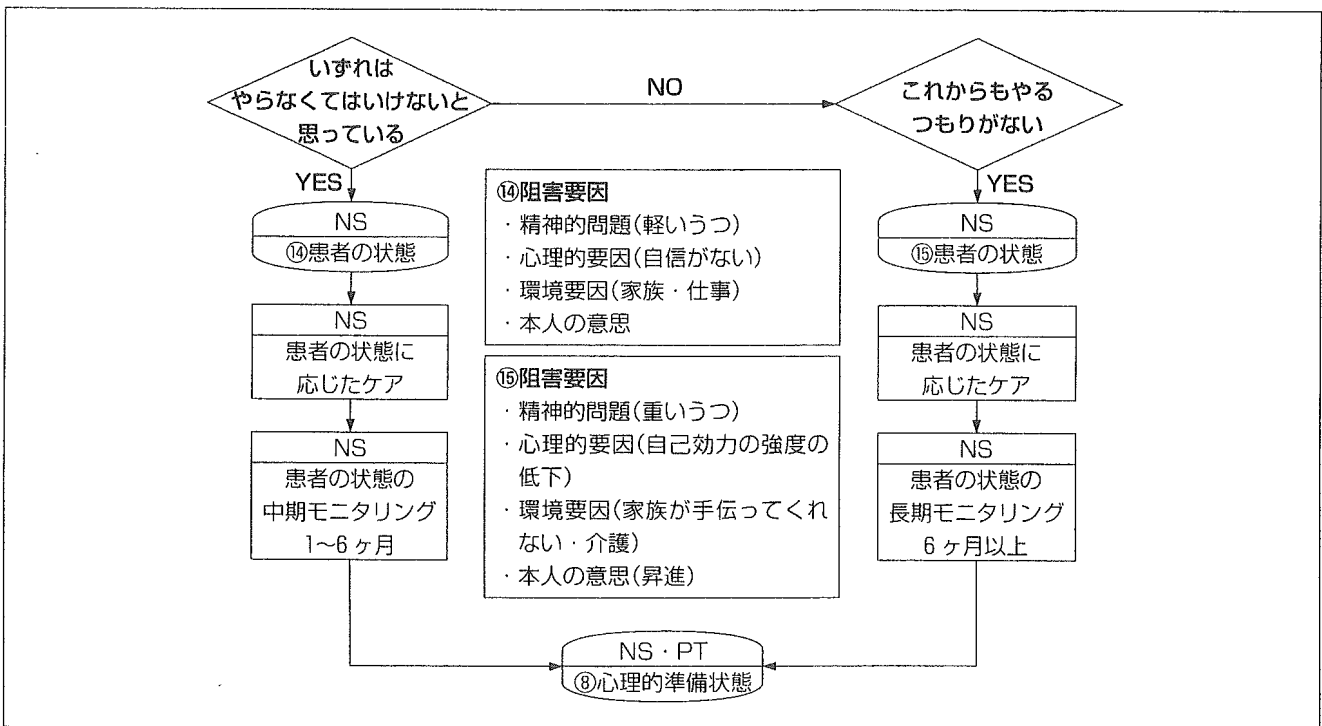 いずれは
やらなくてはいけないと
思っている
NO
これからもやる
つもりがない
YES
NS
⑭患者の状態
NS
患者の状態に
応じたケア
NS
患者の状態の
中期モニタリング
1～6ヶ月
⑭阻害要因
・精神的問題(軽いうつ)
・心理的要因(自信がない)
・環境要因(家族・仕事)
・本人の意思
⑮阻害要因
・精神的問題(重いうつ)
・心理的要因(自己効力の強度の
低下)
・環境要因(家族が手伝ってくれ
ない・介護)
・本人の意思(昇進)
YES
NS
⑮患者の状態
NS
患者の状態に
応じたケア
NS
患者の状態の
長期モニタリング
6ヶ月以上
NS・PT
⑧心理的準備状態